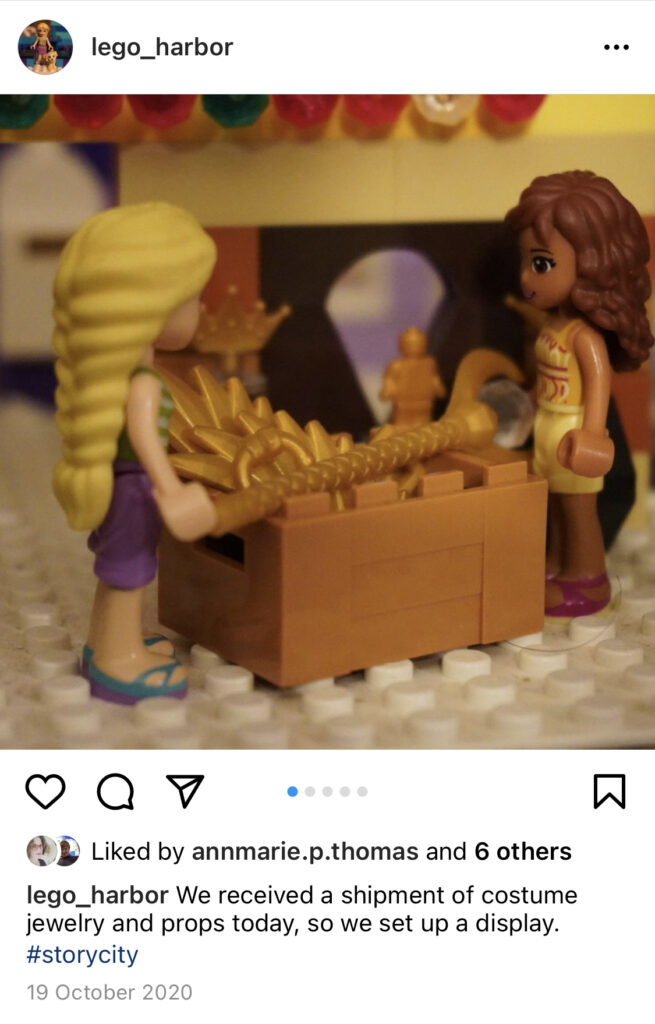 lego_harbor
Liked by annmarie.p.thomas and 6 others
lego_harbor We received a shipment of costume
jewelry and props today, so we set up a display.
#storycity
19 October 2020